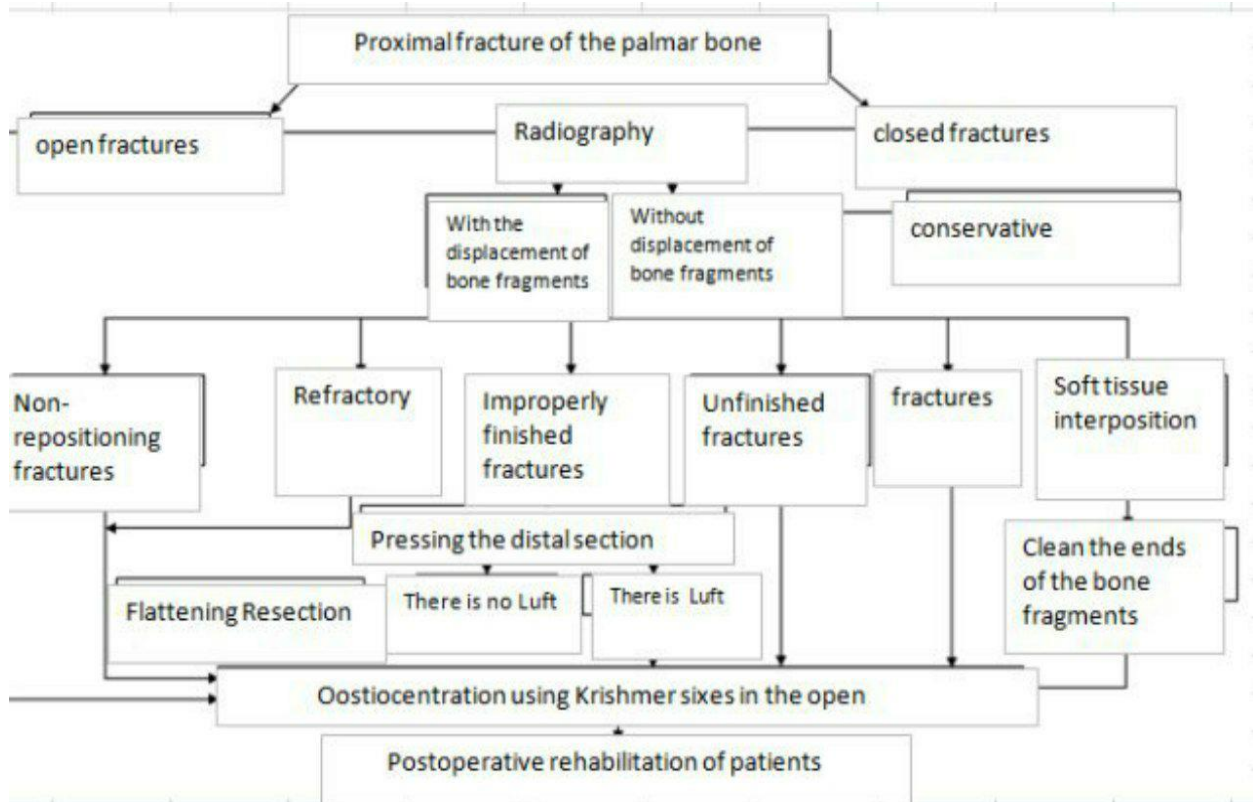 Proximal fracture of the palmar bone
open fractures
Radiography
closed fractures
With the
displacement of
bone fragments
Without
displacement of
bone fragments
conservative
Non-
repositioning
fractures
Refractory
Improperly
finished
fractures
Unfinished
fractures
fractures
Soft tissue
interposition
Pressing the distal section
Clean the ends
of the bone
fragments
Flattening Resection
There is no Luft
There is Luft
Oostiocentration using Krishmer sixes in the open
Postoperative rehabilitation of patients